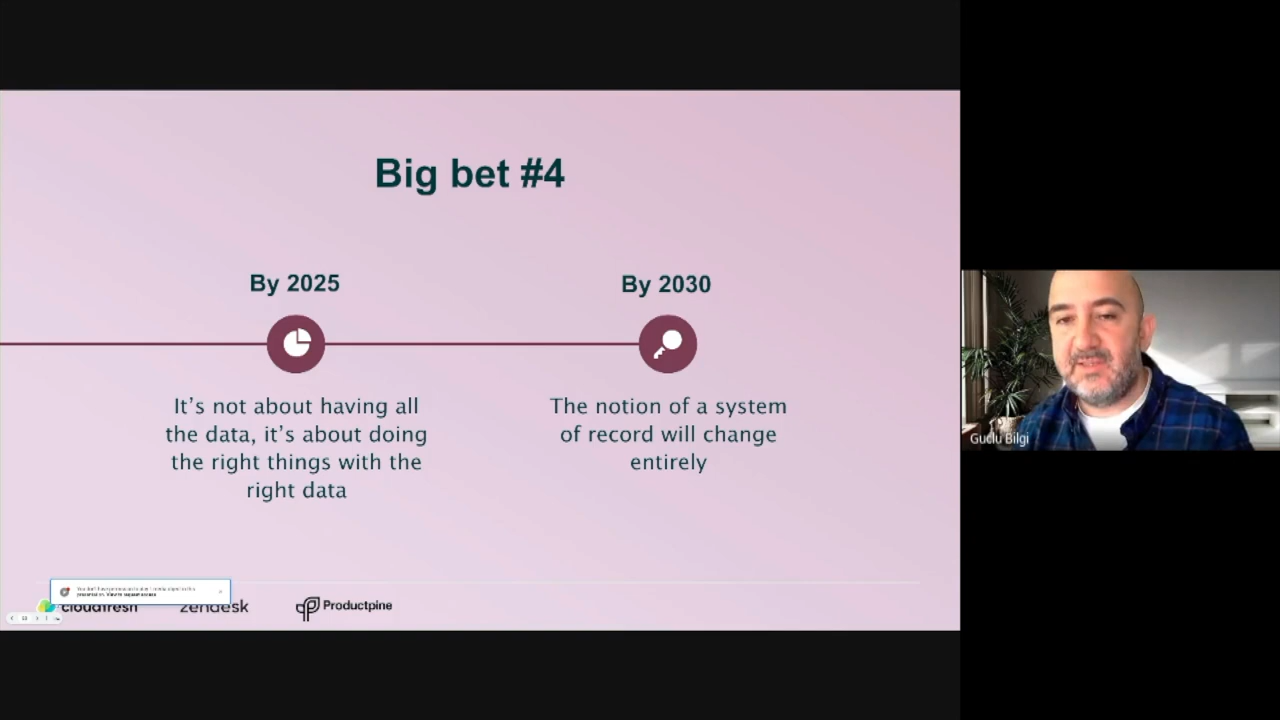 Big bet #4
By 2025
By 2030
It's not about having all
the data, it's about doing
the right things with the
right data
The notion of a system
of record will change
entirely
Guclu Bilgi
cloudfresh
zendesk
Productpine